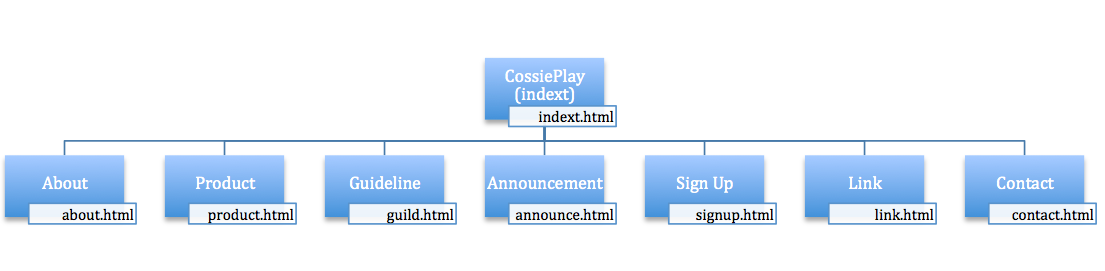 CossiePlay
(indext)
indext.html
About
about.html
Product
product.html
Guideline
guild.html
Announcement
announce.html
Sign Up
signup.html
Link
link.html
Contact
contact.html